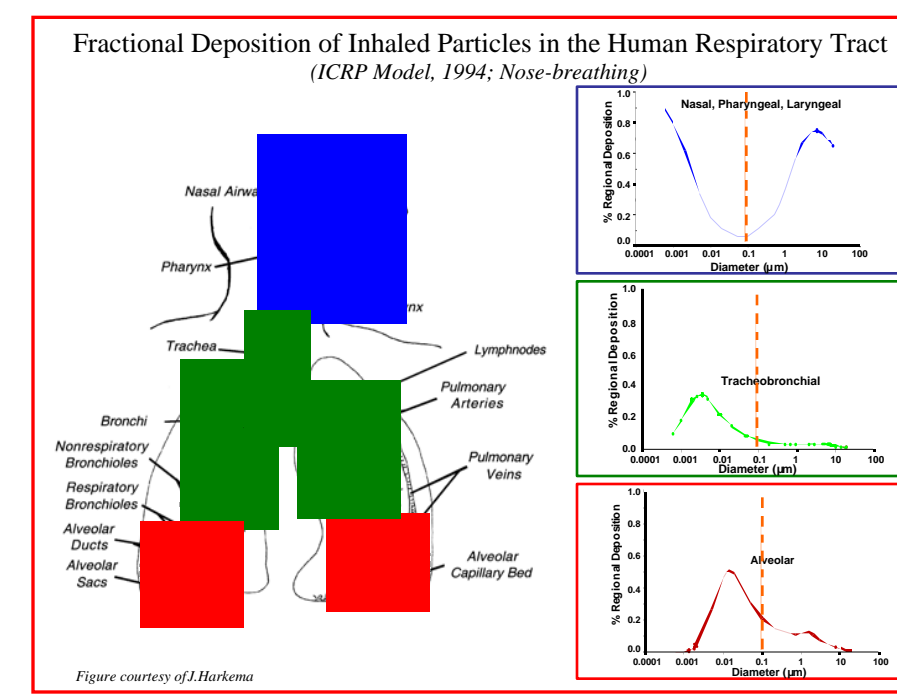 Fractional Deposition of Inhaled Particles in the Human Respiratory Tract
(ICRP Model, 1994; Nose-breathing)
Nasal Airwa
Pharynx
nx
Trachea
Lymphnodes
Pulmonary
Arteries
Bronchi
Nonrespiratory
Bronchioles
Pulmonary
Veins
Respiratory
Bronchioles
Alveolar
Ducts
Alveolar
Sacs
Alveolar
Capillary Bed
Figure courtesy of J.Harkema
Nasal, Pharyngeal, Laryngeal
% Regional Deposition
1.0
0.8
0.6
0.4
0.2
0.0
0.0001 0.001 0.01 0.1 1 10 100
Diameter (µm)
Tracheobronchial
% Regional Deposition
1.0
0.8
0.6
0.4
0.2
0.0
0.0001 0.001 0.01 0.1 1 10 100
Diameter (µm)
Alveolar
% Regional Deposition
1.0
0.8
0.6
0.4
0.2
0.0
0.0001 0.001 0.01 0.1 1 10 100
Diameter (µm)